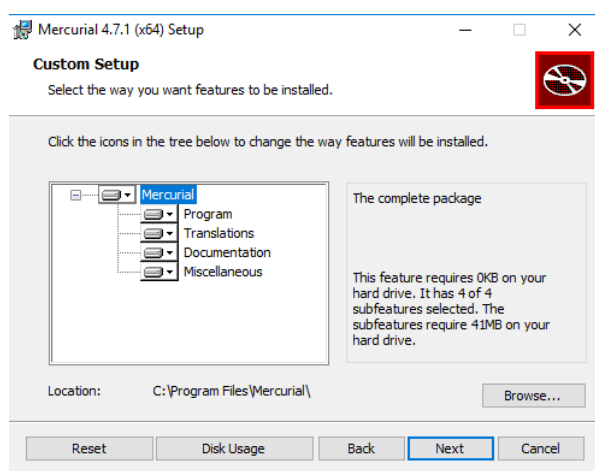 Mercurial 4.7.1 (x64) Setup
Custom Setup
Select the way you want features to be installed.
Click the icons in the tree below to change the way features will be installed.
Mercurial
Program
Translations
Documentation
Miscellaneous
The complete package
This feature requires 0KB on your
hard drive. It has 4 of 4
subfeatures selected. The
subfeatures require 41MB on your
hard drive.
Location: C:\Program Files\Mercurial\
Browse...
Reset Disk Usage Back Next Cancel